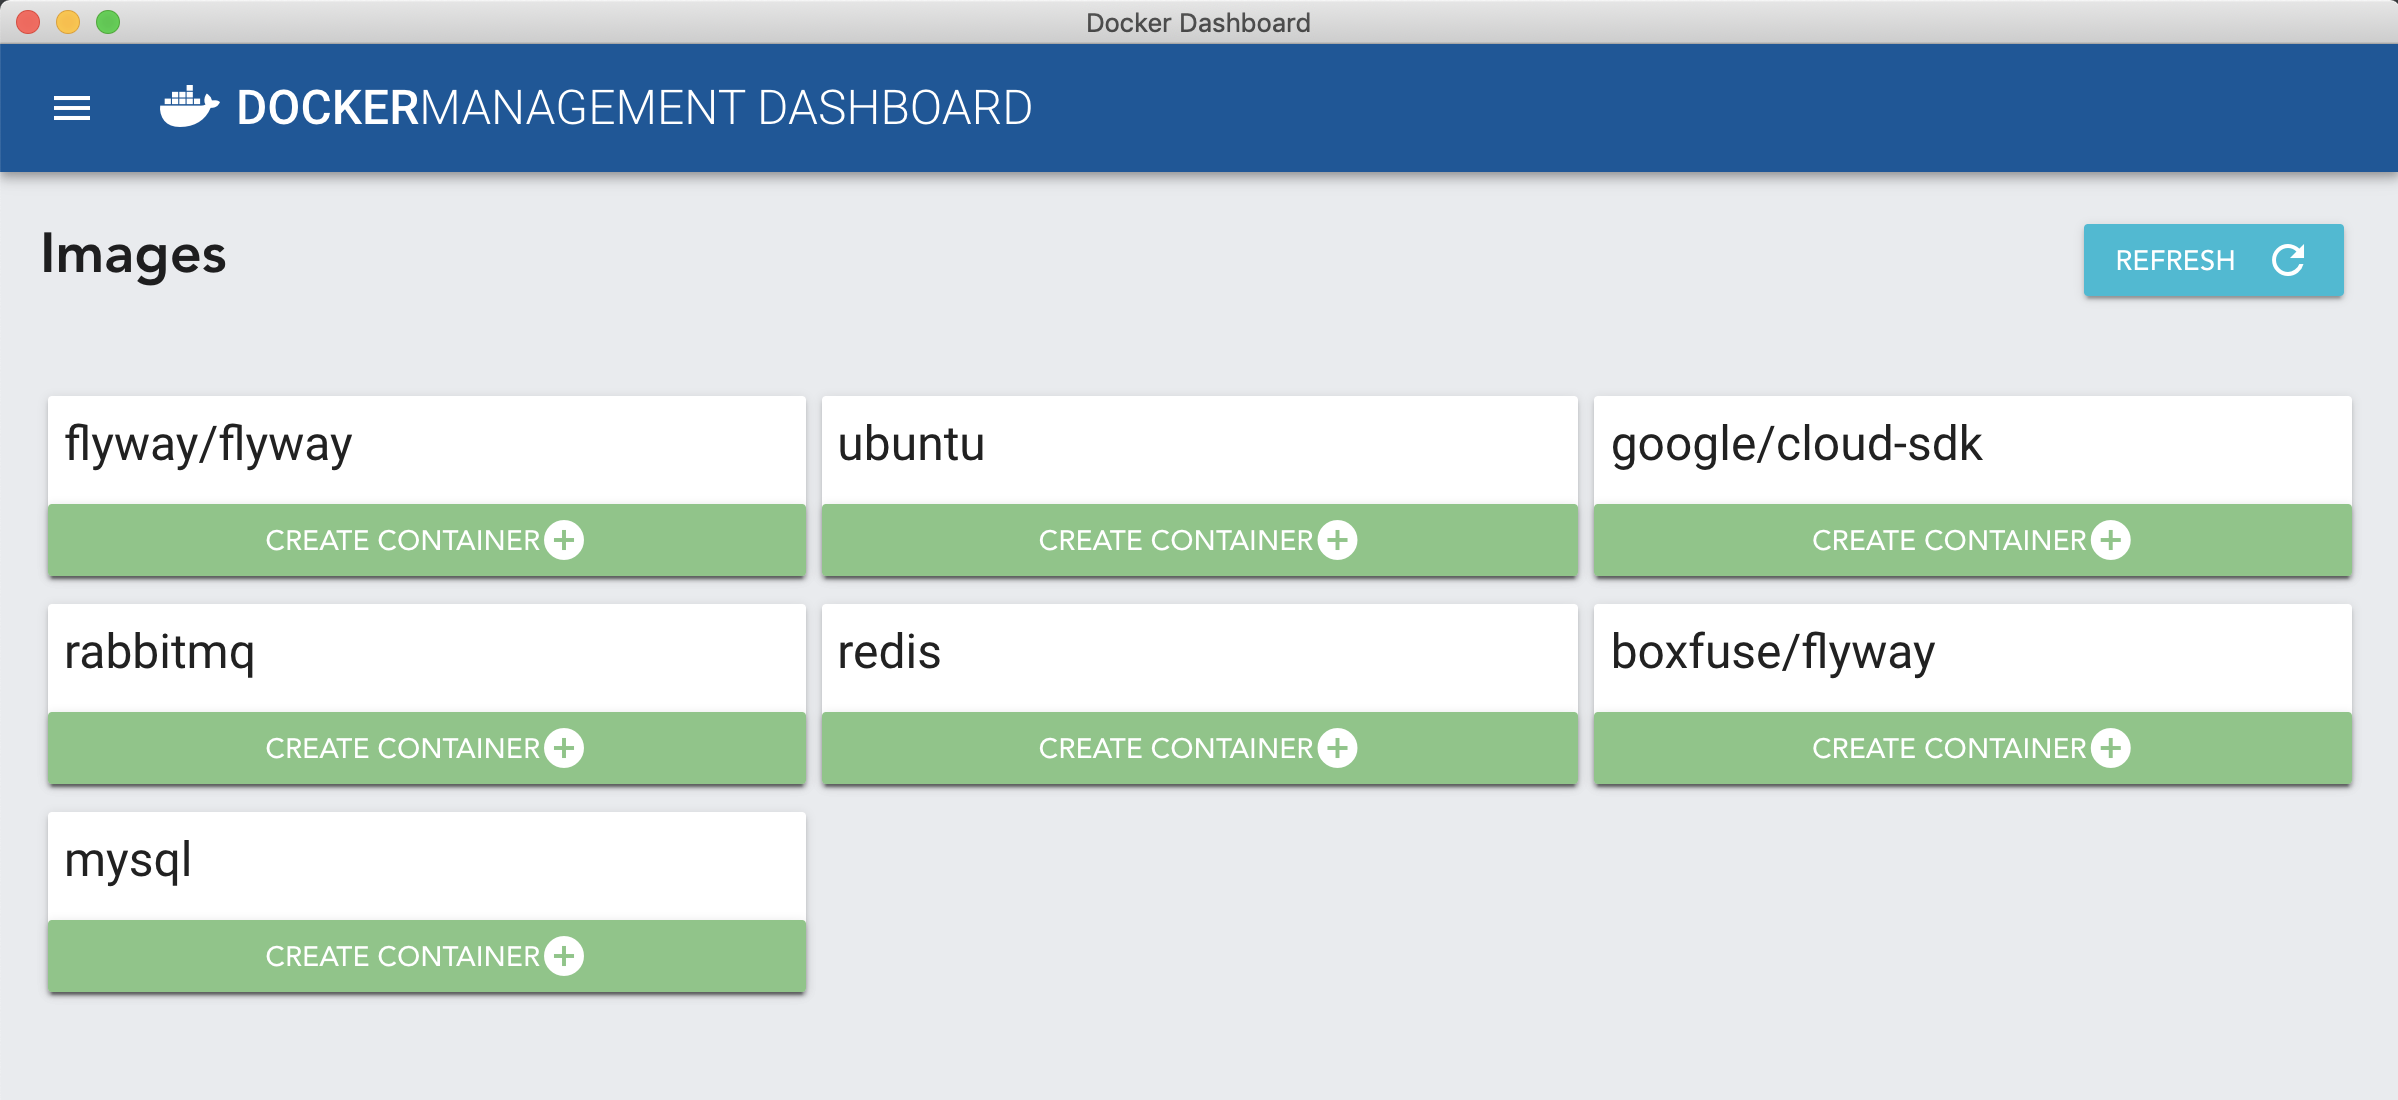 Docker Dashboard
DOCKERMANAGEMENT DASHBOARD
Images
REFRESH
flyway/flyway
ubuntu
google/cloud-sdk
CREATE CONTAINER
CREATE CONTAINER
CREATE CONTAINER
rabbitmq
redis
boxfuse/flyway
CREATE CONTAINER
CREATE CONTAINER
CREATE CONTAINER
mysql
CREATE CONTAINER